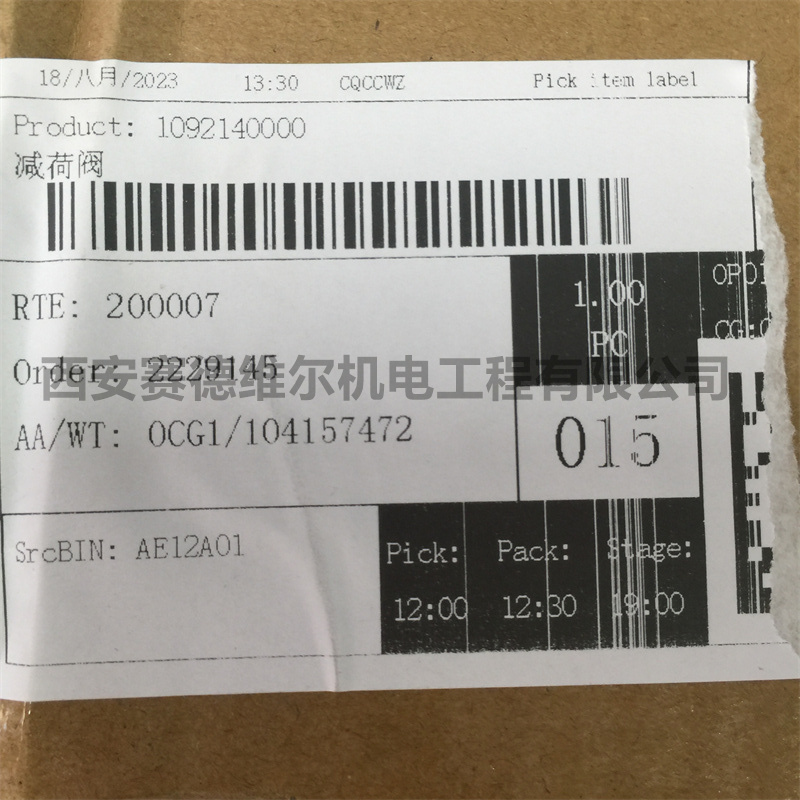 18/八月/2023 13:30 CQCCWZ Pick item label
Product: 1092140000
减荷阀
RTE: 200007
1.00
PC
OP01
Order: 2229145
西安赛德维尔机电工程有限公司
AA/WT: OCG1/104157472
015
SrcBIN: AE12A01
Pick: Pack: Stage:
12:00 12:30 19:00